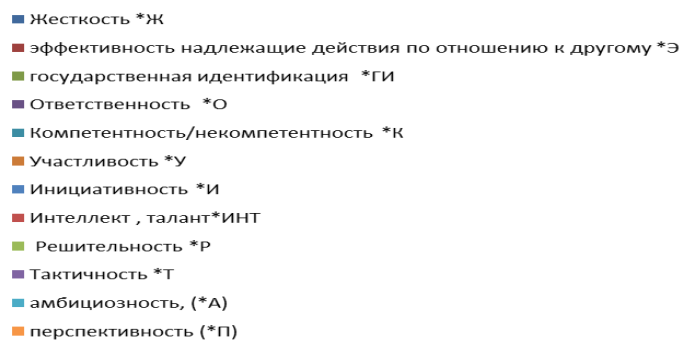 Жесткость *Ж
эффективность надлежащие действия по отношению к другому *Э
государственная идентификация *ГИ
Ответственность *О
Компетентность/некомпетентность *К
Участливость *У
Инициативность *И
Интеллект , талант*ИНТ
Решительность *Р
Тактичность *Т
амбициозность, (*А)
перспективность (*П)